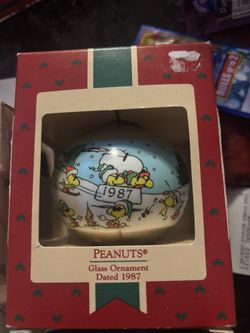 1987
PEANUTS®
Glass Ornament
Dated 1987